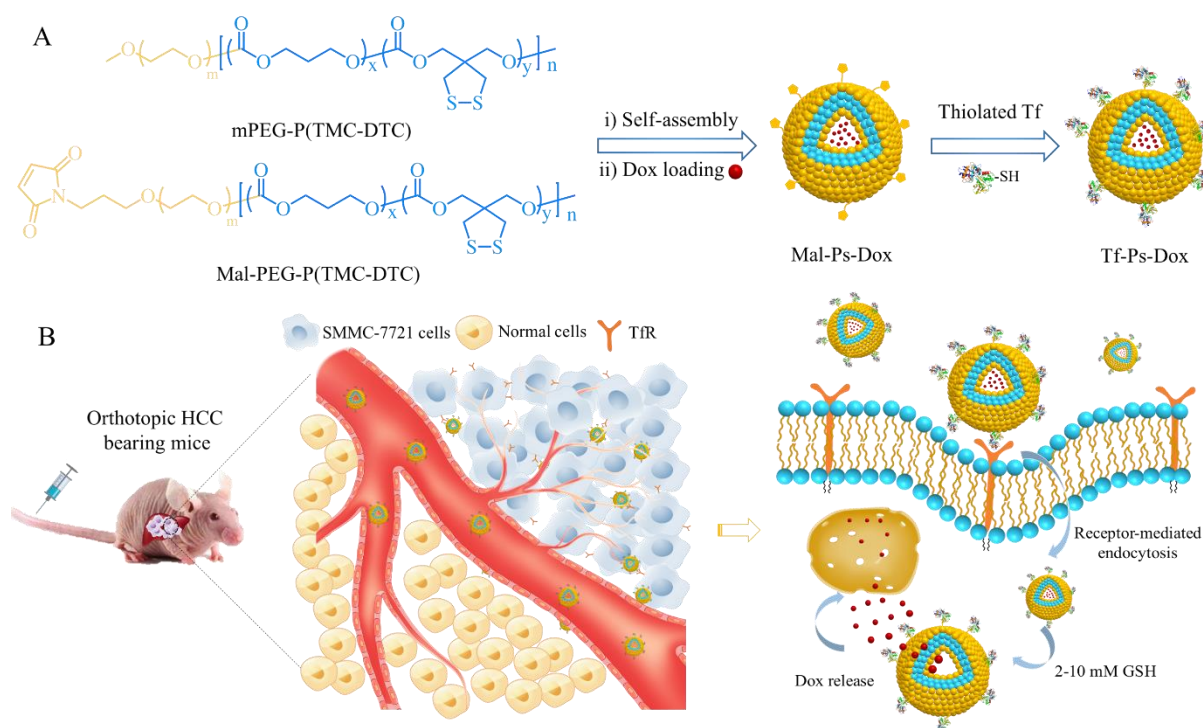 A
O
O
O
m
O
O
O
x
O
O
O
y
n
S-S
mPEG-P(TMC-DTC)
O
N
O
O
O
m
O
O
O
x
O
O
O
y
n
S-S
Mal-PEG-P(TMC-DTC)
i) Self-assembly
ii) Dox loading
Mal-Ps-Dox
Thiolated Tf
-SH
Tf-Ps-Dox
B
SMMC-7721 cells
Normal cells
TfR
Orthotopic HCC
bearing mice
Receptor-mediated
endocytosis
2-10 mM GSH
Dox release